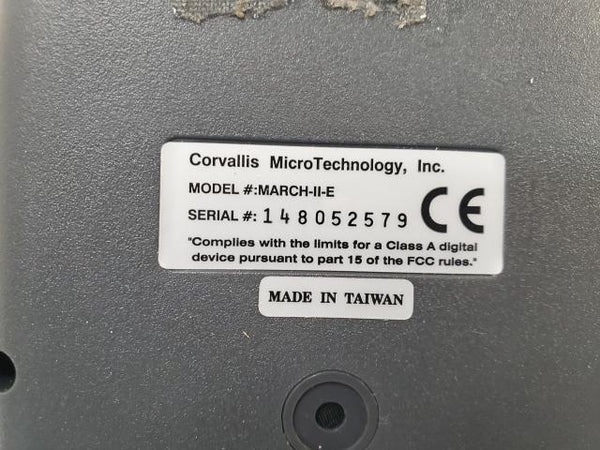 Corvallis MicroTechnology, Inc.
MODEL #:MARCH-II-E
SERIAL #: 148052579 CE
"Complies with the limits for a Class A digital
device pursuant to part 15 of the FCC rules."
MADE IN TAIWAN